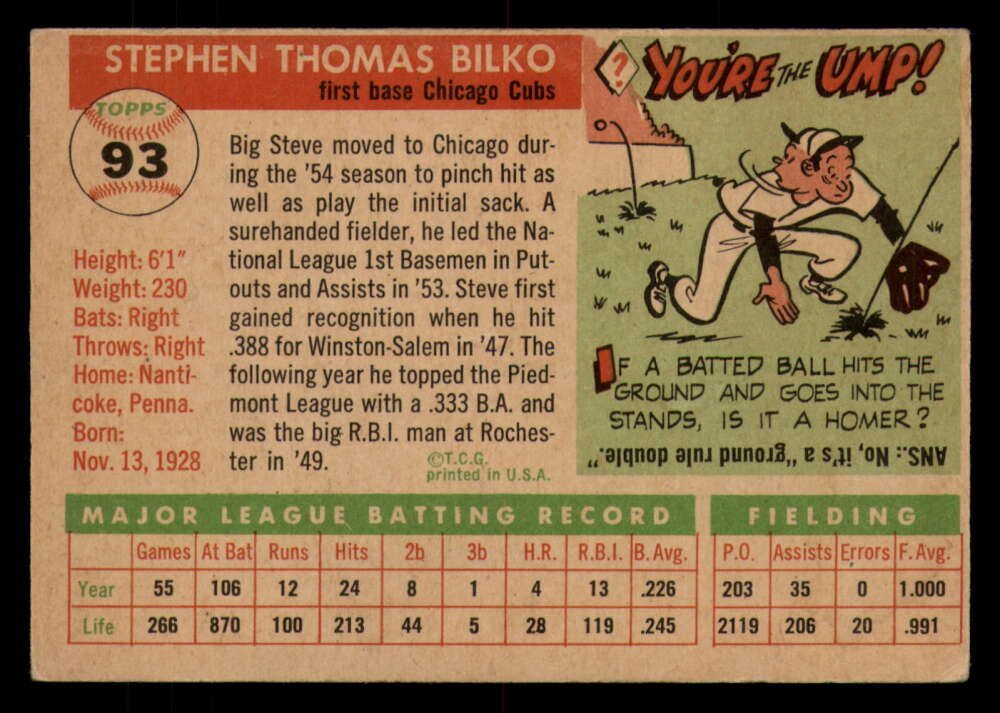 STEPHEN THOMAS BILKO
first base Chicago Cubs
TOPPS
93
Height: 6'1"
Weight: 230
Bats: Right
Throws: Right
Home: Nanti-
coke, Penna.
Born:
Nov. 13, 1928
Big Steve moved to Chicago dur-
ing the '54 season to pinch hit as
well as play the initial sack. A
surehanded fielder, he led the Na-
tional League 1st Basemen in Put-
outs and Assists in '53. Steve first
gained recognition when he hit
.388 for Winston-Salem in '47. The
following year he topped the Pied-
mont League with a .333 B.A. and
was the big R.B.I. man at Roches-
ter in '49.
©T.C.G.
printed in U.S.A.
? YOU'RE THE UMP!
IF A BATTED BALL HITS THE
GROUND AND GOES INTO THE
STANDS, IS IT A HOMER?
ANS.: No, it's a "ground rule double."
MAJOR LEAGUE BATTING RECORD FIELDING
Games At Bat Runs Hits 2b 3b H.R. R.B.I. B. Avg. P.O. Assists Errors F. Avg.
Year 55 106 12 24 8 1 4 13 .226 203 35 0 1.000
Life 266 870 100 213 44 5 28 119 .245 2119 206 20 .991